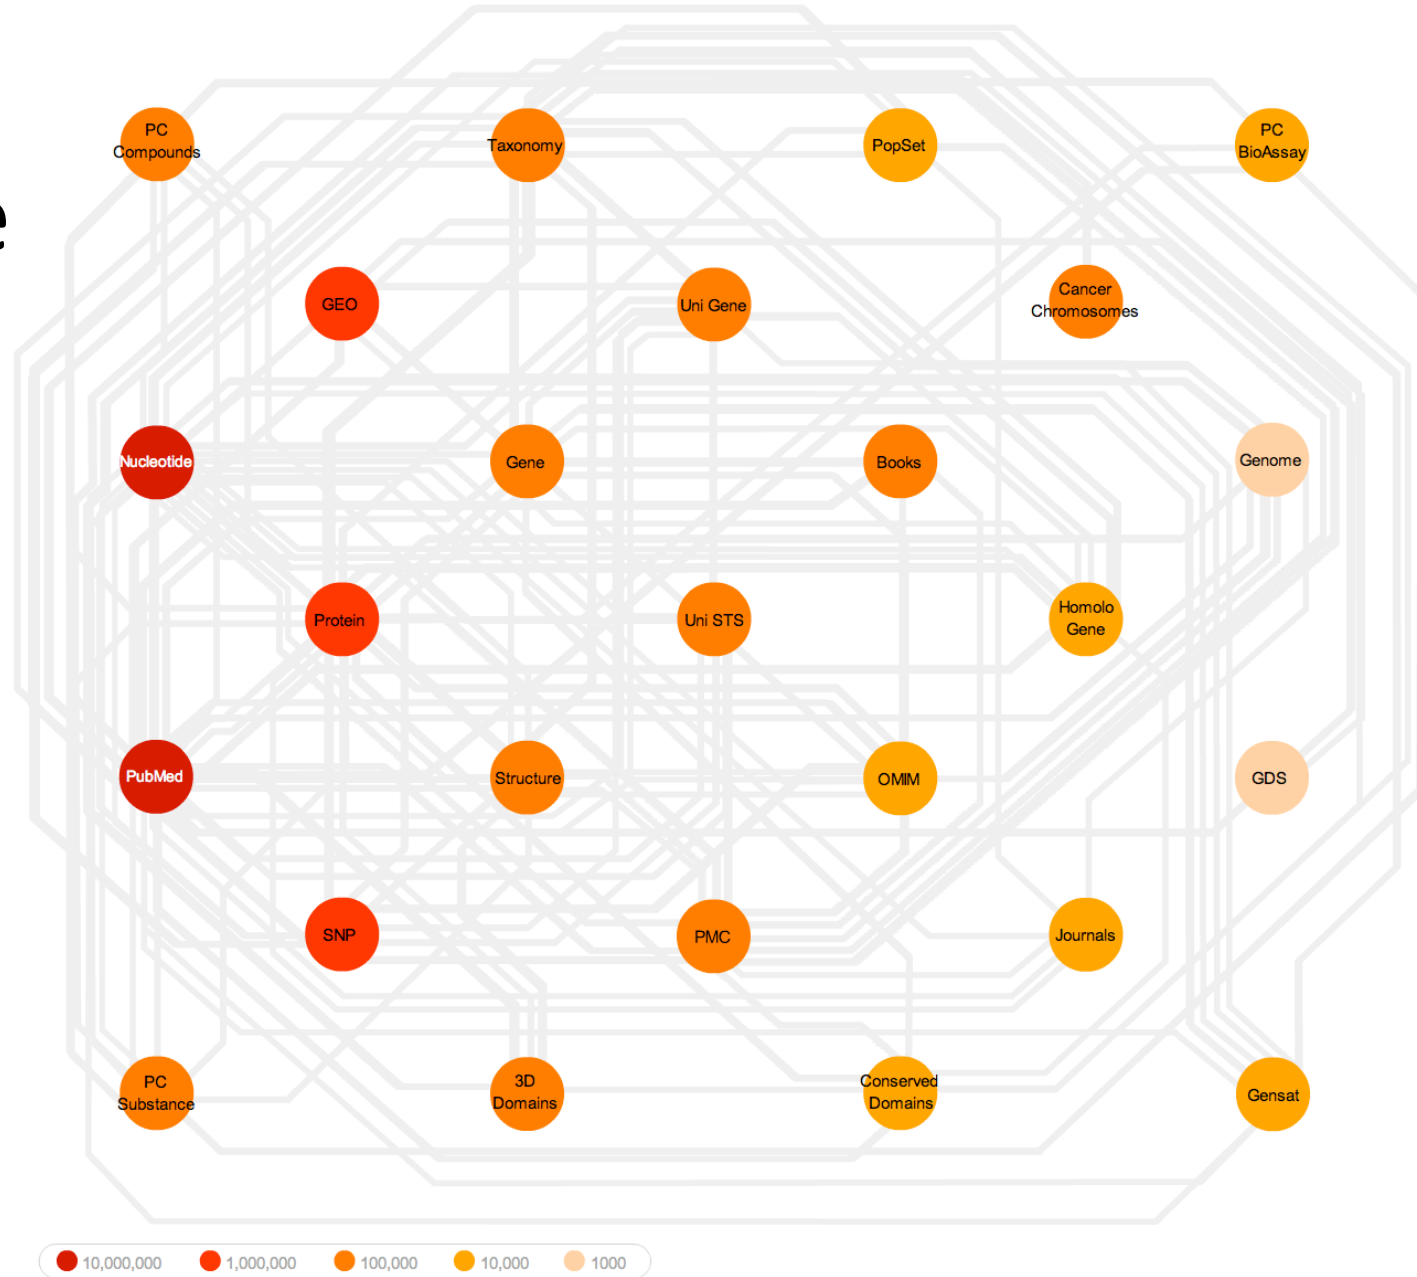 PC
Compounds
Taxonomy
PopSet
PC
BioAssay
e
GEO
Uni Gene
Cancer
Chromosomes
Nucleotide
Gene
Books
Genome
Protein
Uni STS
Homolo
Gene
PubMed
Structure
OMIM
GDS
SNP
PMC
Journals
PC
Substance
3D
Domains
Conserved
Domains
Gensat
10,000,000
1,000,000
100,000
10,000
1000